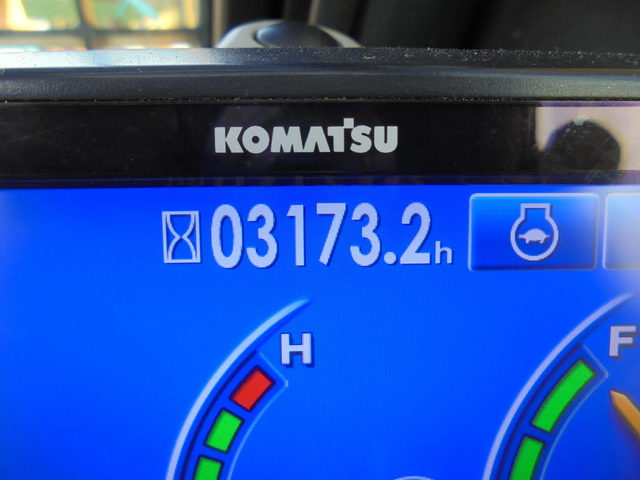 KOMATSU
03173.2h
H
F